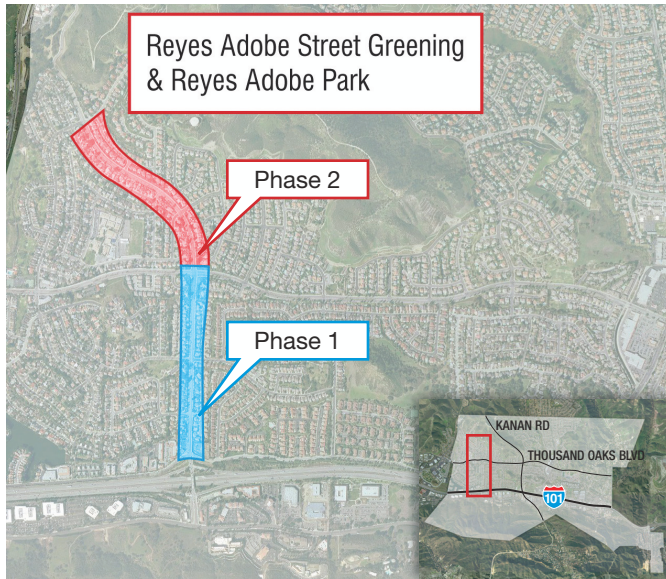 Reyes Adobe Street Greening
& Reyes Adobe Park
Phase 2
Phase 1
KANAN RD
THOUSAND OAKS BLVD
101